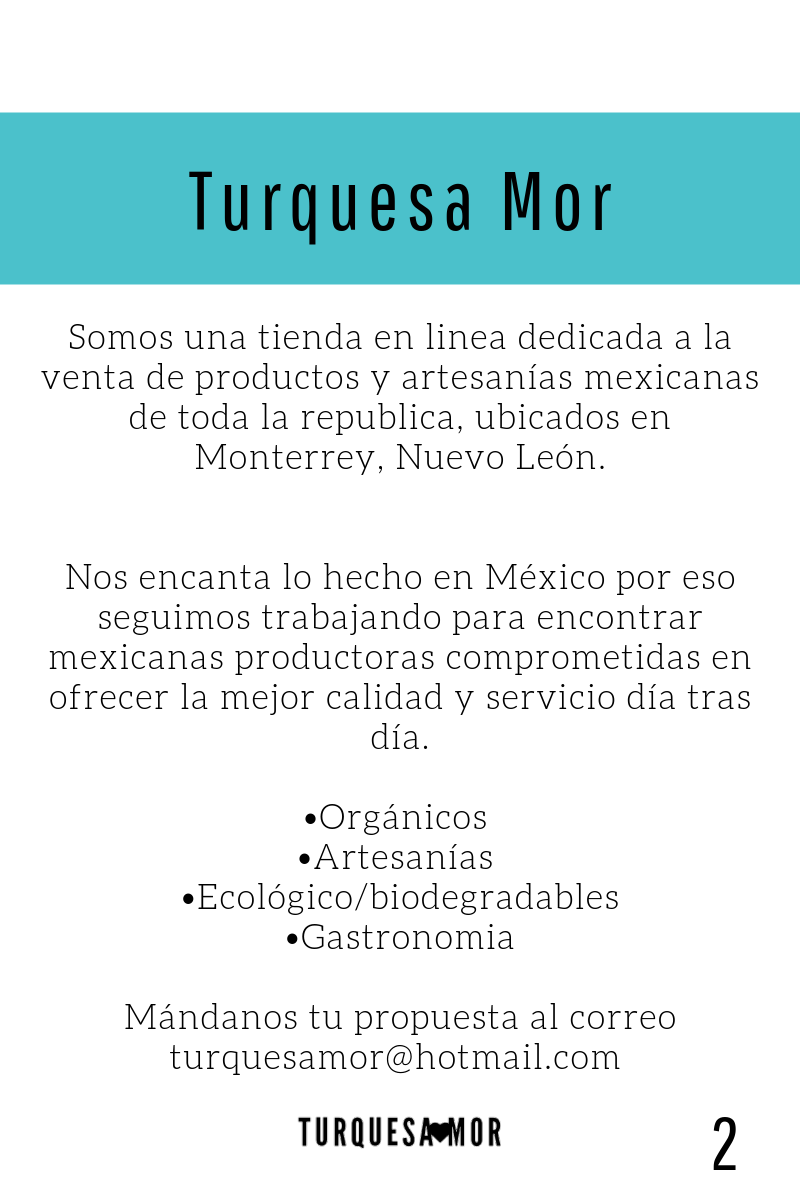 Turquesa Mor
Somos una tienda en linea dedicada a la
venta de productos y artesanías mexicanas
de toda la republica, ubicados en
Monterrey, Nuevo León.
Nos encanta lo hecho en México por eso
seguimos trabajando para encontrar
mexicanas productoras comprometidas en
ofrecer la mejor calidad y servicio día tras
día.
•Orgánicos
•Artesanías
•Ecológico/biodegradables
•Gastronomia
Mándanos tu propuesta al correo
turquesamor@hotmail.com
TURQUESA♥MOR
2